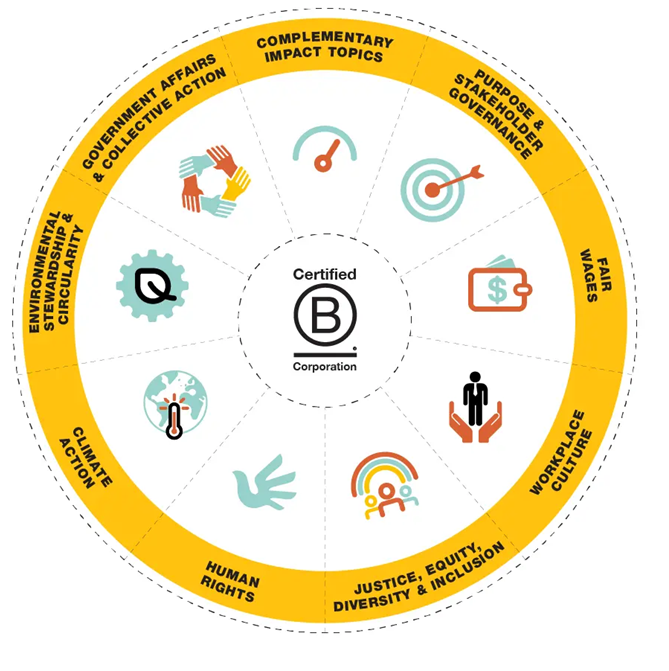 COMPLEMENTARY
IMPACT TOPICS
PURPOSE &
STAKEHOLDER
GOVERNANCE
FAIR
WAGES
WORKPLACE
CULTURE
JUSTICE, EQUITY,
DIVERSITY & INCLUSION
HUMAN
RIGHTS
CLIMATE
ACTION
ENVIRONMENTAL
STEWARDSHIP &
CIRCULARITY
GOVERNMENT AFFAIRS
& COLLECTIVE ACTION
$
Certified
B
Corporation